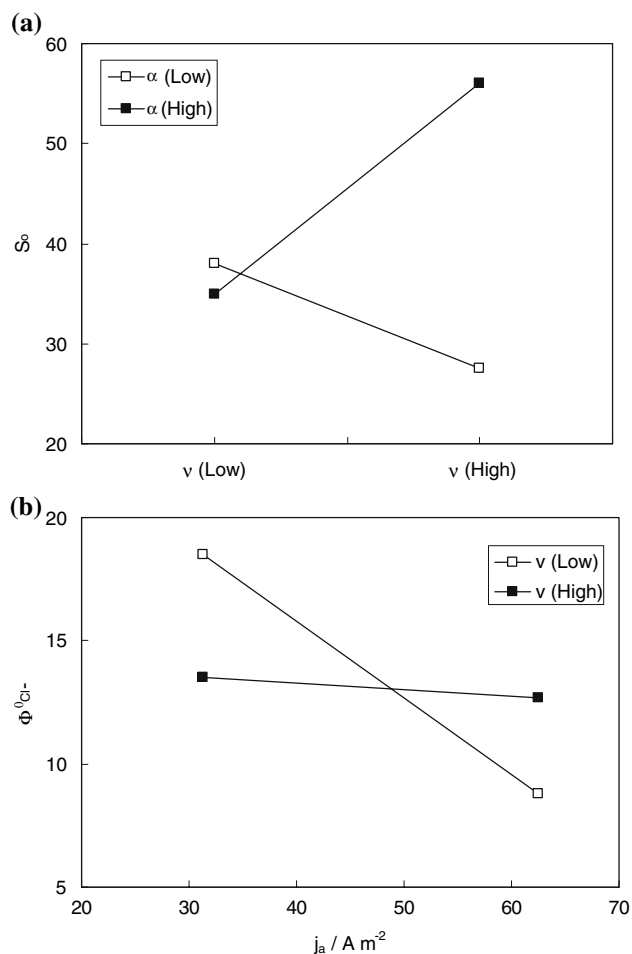 (a)
60
50
40
30
20
S₀
α (Low)
α (High)
ν (Low) ν (High)
(b)
20
15
10
5
Φ⁰Cl-
v (Low)
v (High)
20 30 40 50 60 70
jₐ / A m⁻²